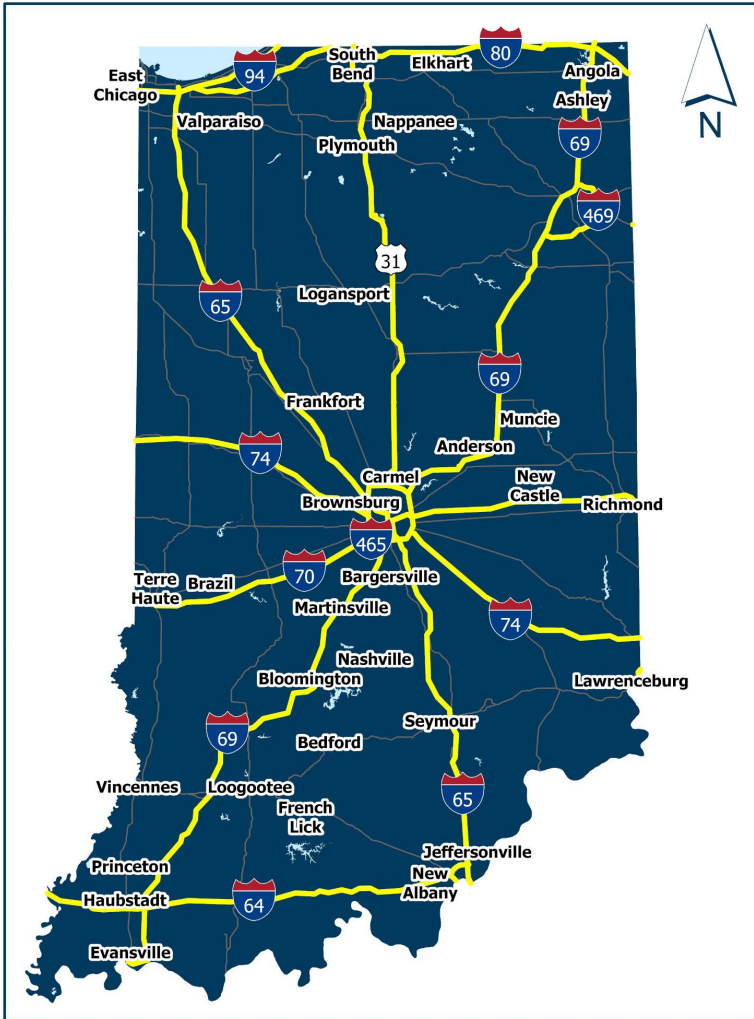 South
Bend
Elkhart
80
Angola
East
Chicago
94
Ashley
Valparaiso
Nappanee
Plymouth
69
N
469
31
Logansport
65
69
Frankfort
Muncie
74
Anderson
Carmel
New
Castle
Brownsburg
Richmond
465
70
Bargersville
Terre
Haute
Brazil
Martinsville
74
Nashville
Bloomington
Lawrenceburg
Seymour
69
Bedford
Vincennes
Loogootee
65
French
Lick
Jeffersonville
Princeton
New
Albany
Haubstadt
64
Evansville